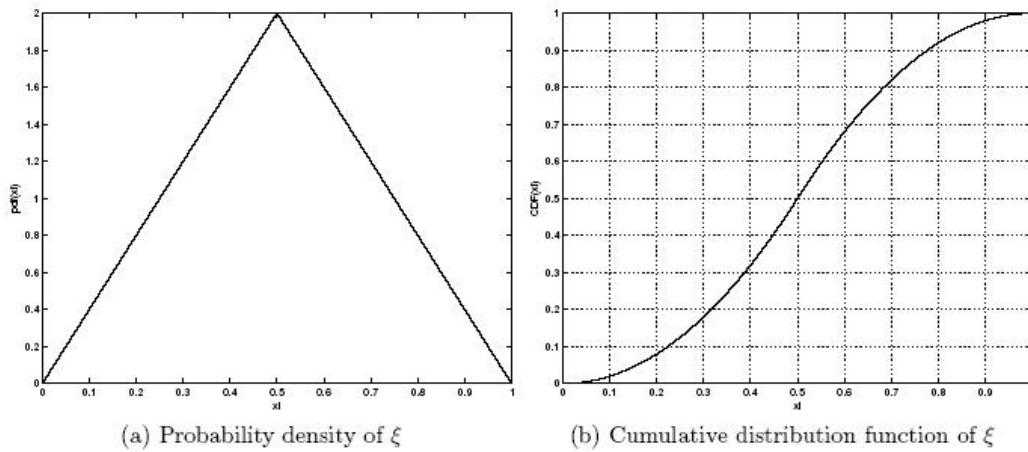 2
1.8
1.6
1.4
1.2
1
0.8
0.6
0.4
0.2
0
pdf(xi)
0 0.1 0.2 0.3 0.4 0.5 0.6 0.7 0.8 0.9 1
xi
(a) Probability density of ξ
1
0.9
0.8
0.7
0.6
0.5
0.4
0.3
0.2
0.1
0
CDF(xi)
0 0.1 0.2 0.3 0.4 0.5 0.6 0.7 0.8 0.9
xi
(b) Cumulative distribution function of ξ